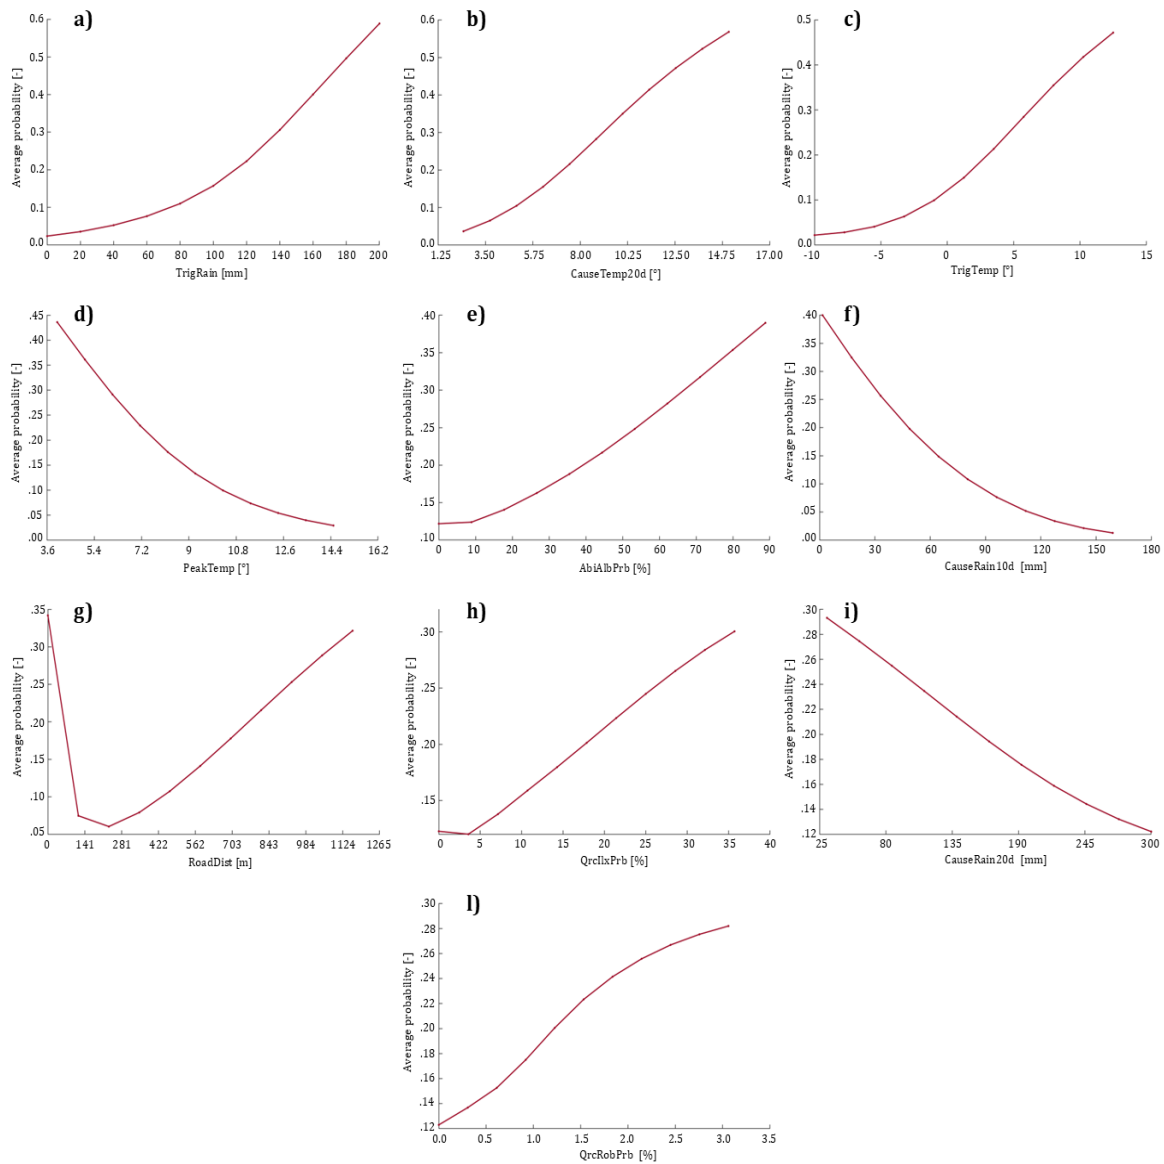 a)
Average probability [-]
0.6
0.5
0.4
0.3
0.2
0.1
0.0
0 20 40 60 80 100 120 140 160 180 200
TrigRain [mm]
b)
Average probability [-]
0.6
0.5
0.4
0.3
0.2
0.1
0.0
1.25 3.50 5.75 8.00 10.25 12.50 14.75 17.00
CauseTemp20d [°]
c)
Average probability [-]
0.5
0.4
0.3
0.2
0.1
0.0
-10 -5 0 5 10 15
TrigTemp [°]
d)
Average probability [-]
.45
.40
.35
.30
.25
.20
.15
.10
.05
.00
3.6 5.4 7.2 9 10.8 12.6 14.4 16.2
PeakTemp [°]
e)
Average probability [-]
.40
.35
.30
.25
.20
.15
.10
0 10 20 30 40 50 60 70 80 90
AbiAlbPrb [%]
f)
Average probability [-]
.40
.35
.30
.25
.20
.15
.10
.05
.00
0 30 60 90 120 150 180
CauseRain10d [mm]
g)
Average probability [-]
.35
.30
.25
.20
.15
.10
.05
0 141 281 422 562 703 843 984 1124 1265
RoadDist [m]
h)
Average probability [-]
.30
.25
.20
.15
0 5 10 15 20 25 30 35 40
QrcIlxPrb [%]
i)
Average probability [-]
.30
.28
.26
.24
.22
.20
.18
.16
.14
.12
25 80 135 190 245 300
CauseRain20d [mm]
l)
Average probability [-]
.30
.28
.26
.24
.22
.20
.18
.16
.14
.12
0.0 0.5 1.0 1.5 2.0 2.5 3.0 3.5
QrcRobPrb [%]